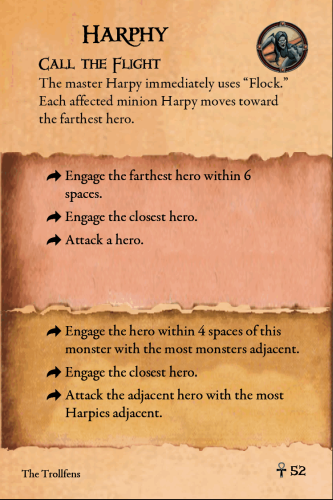 Harphy
Call the Flight
The master Harpy immediately uses “Flock.”
Each affected minion Harpy moves toward
the farthest hero.
Engage the farthest hero within 6
spaces.
Engage the closest hero.
Attack a hero.
Engage the hero within 4 spaces of this
monster with the most monsters adjacent.
Engage the closest hero.
Attack the adjacent hero with the most
Harpies adjacent.
The Trollfens
52